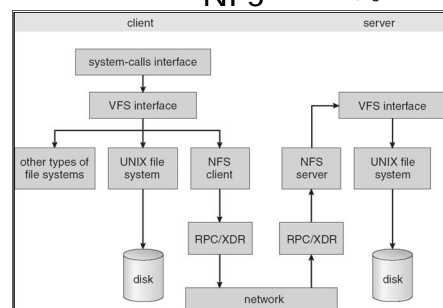 NFS
client
server
system-calls interface
VFS interface
VFS interface
other types of
file systems
UNIX file
system
NFS
client
NFS
server
UNIX file
system
RPC/XDR
RPC/XDR
disk
disk
network